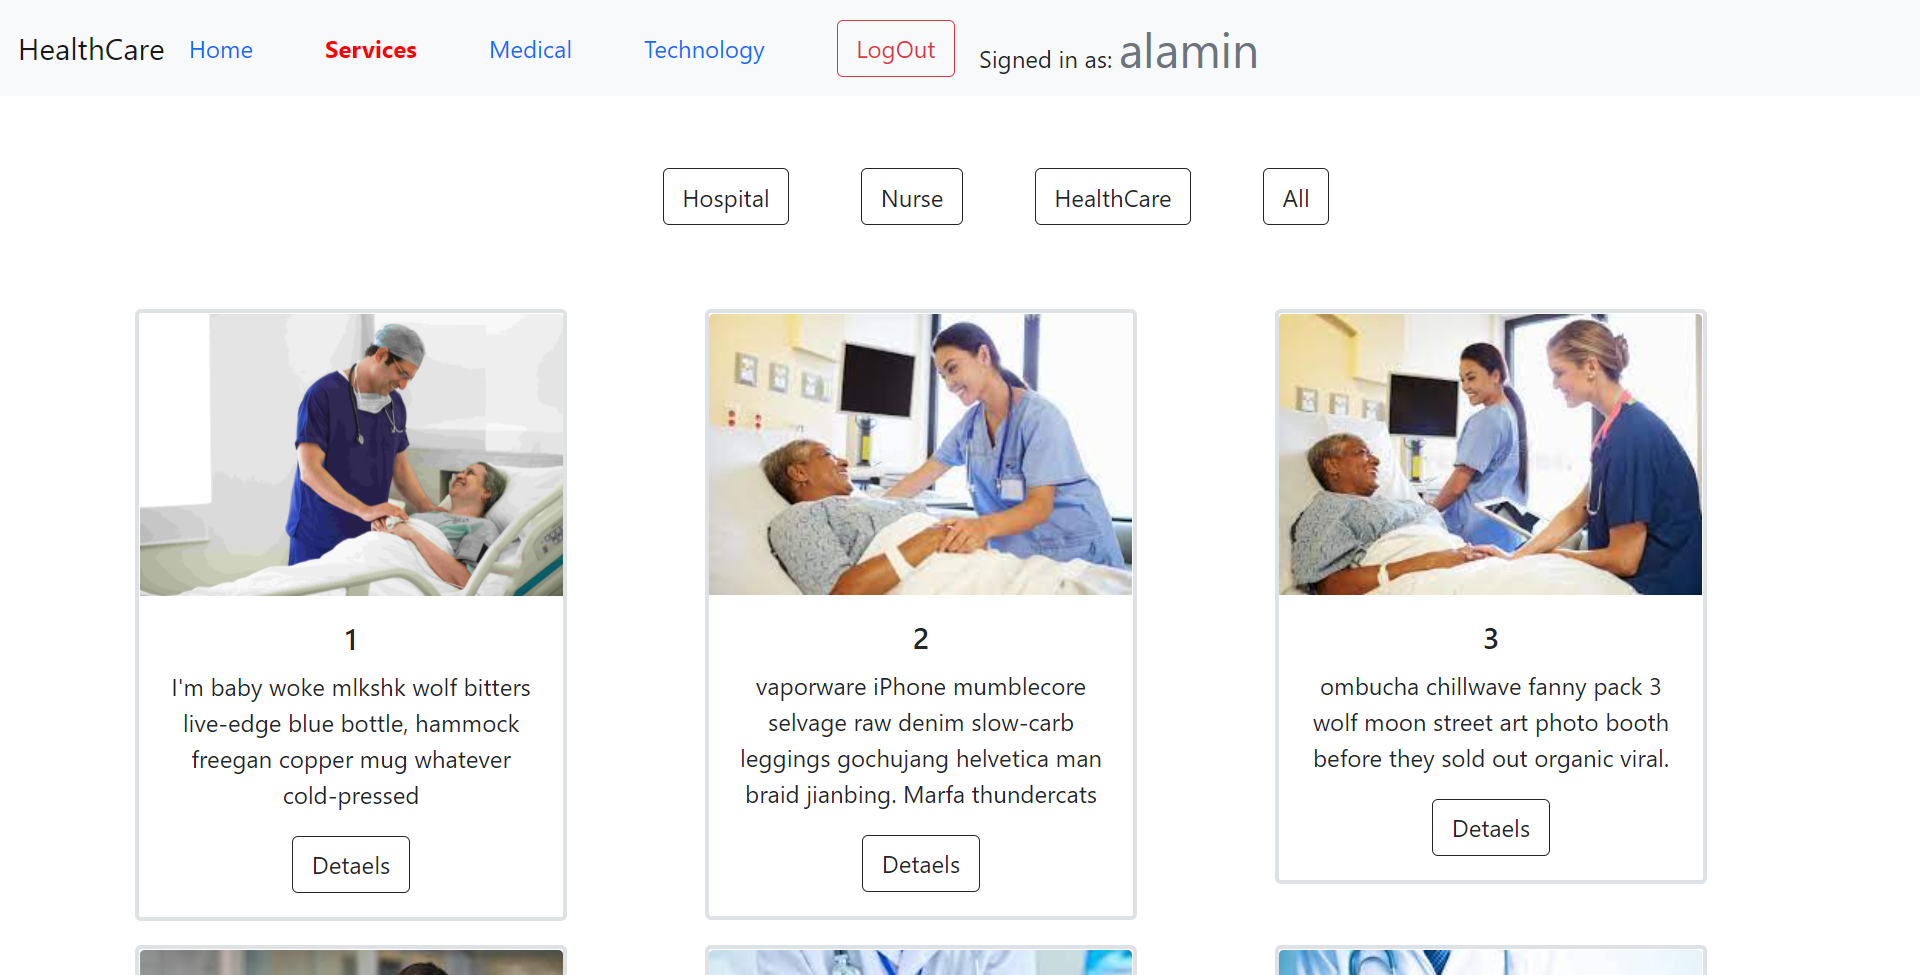 HealthCare Home Services Medical Technology LogOut Signed in as: alamin
Hospital Nurse HealthCare All
1
I'm baby woke mlkshk wolf bitters
live-edge blue bottle, hammock
freegan copper mug whatever
cold-pressed
Detaels
2
vaporware iPhone mumblecore
selvage raw denim slow-carb
leggings gochujang helvetica man
braid jianbing. Marfa thundercats
Detaels
3
ombucha chillwave fanny pack 3
wolf moon street art photo booth
before they sold out organic viral.
Detaels